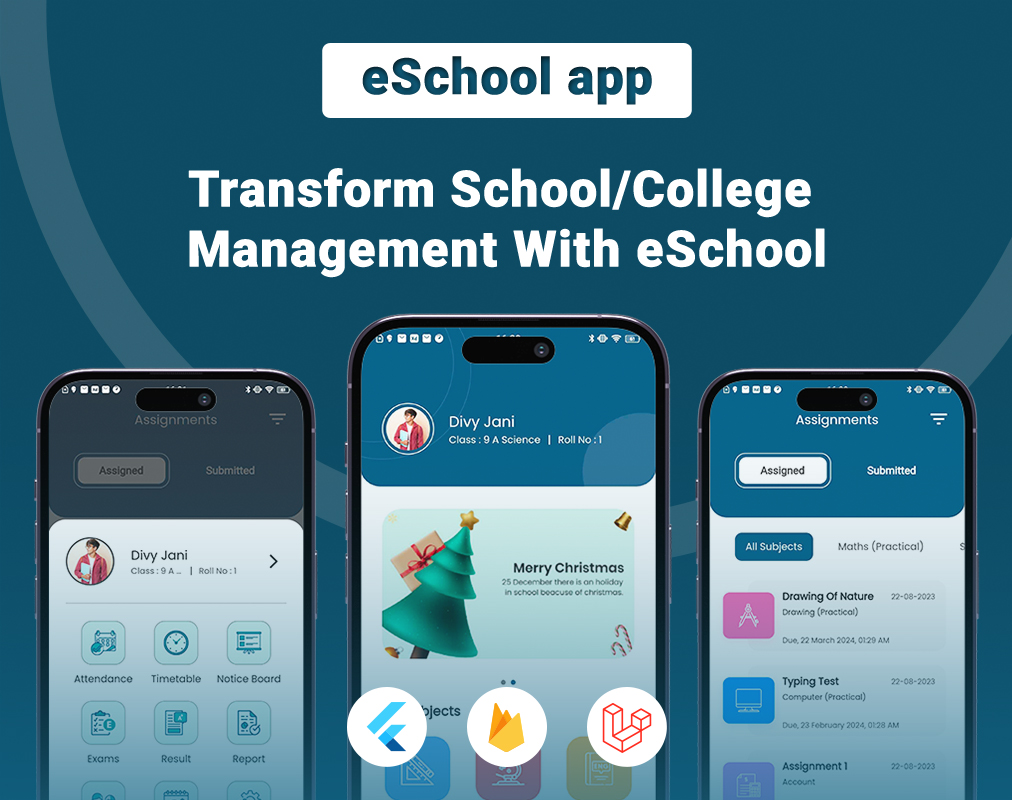 eSchool app
Transform School/College
Management With eSchool
Assignments
Assigned
Submitted
Divy Jani
Class : 9 A ... | Roll No : 1
Attendance
Timetable
Notice Board
Exams
Result
Report
Divy Jani
Class : 9 A Science | Roll No : 1
Merry Christmas
25 December there is an holiday
in school beacuse of christmas.
bjects
ENG
Assignments
Assigned
Submitted
All Subjects
Maths (Practical)
S
Drawing Of Nature
22-08-2023
Drawing (Practical)
Due, 22 March 2024, 01:29 AM
Typing Test
22-08-2023
Computer (Practical)
Due, 23 February 2024, 01:28 AM
Assignment 1
22-08-2023
Account